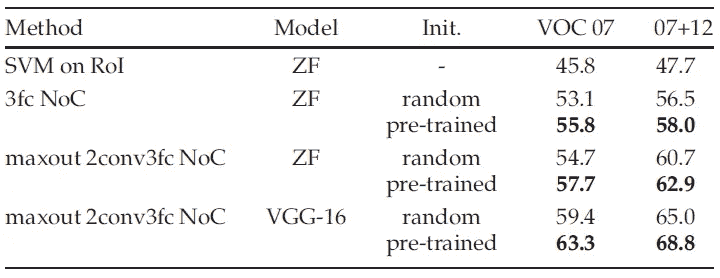 Method Model Init. VOC 07 07+12
SVM on RoI ZF - 45.8 47.7
3fc NoC ZF random 53.1 56.5
pre-trained 55.8 58.0
maxout 2conv3fc NoC ZF random 54.7 60.7
pre-trained 57.7 62.9
maxout 2conv3fc NoC VGG-16 random 59.4 65.0
pre-trained 63.3 68.8